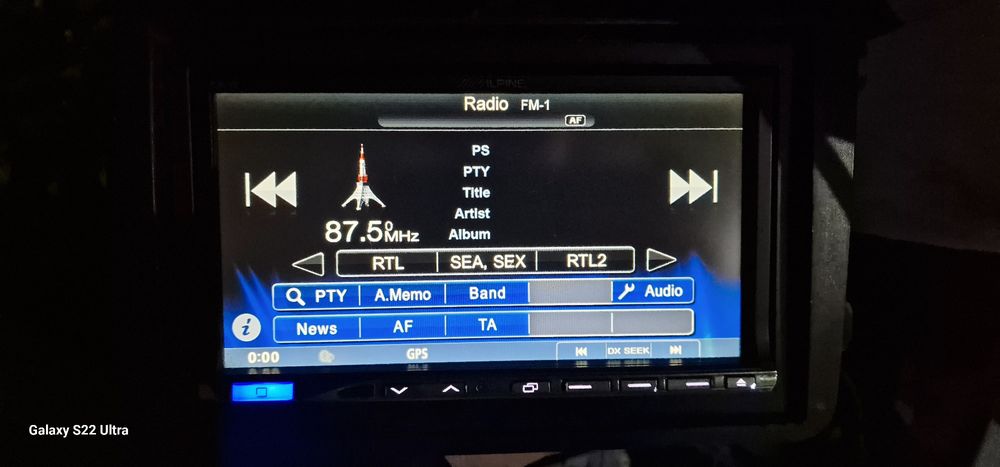 ALPINE
Radio FM-1
AF
PS
PTY
Title
Artist
Album
87.50MHz
RTL SEA, SEX RTL2
PTY A.Memo Band Audio
i News AF TA
0:00 GPS DX SEEK
Galaxy S22 Ultra